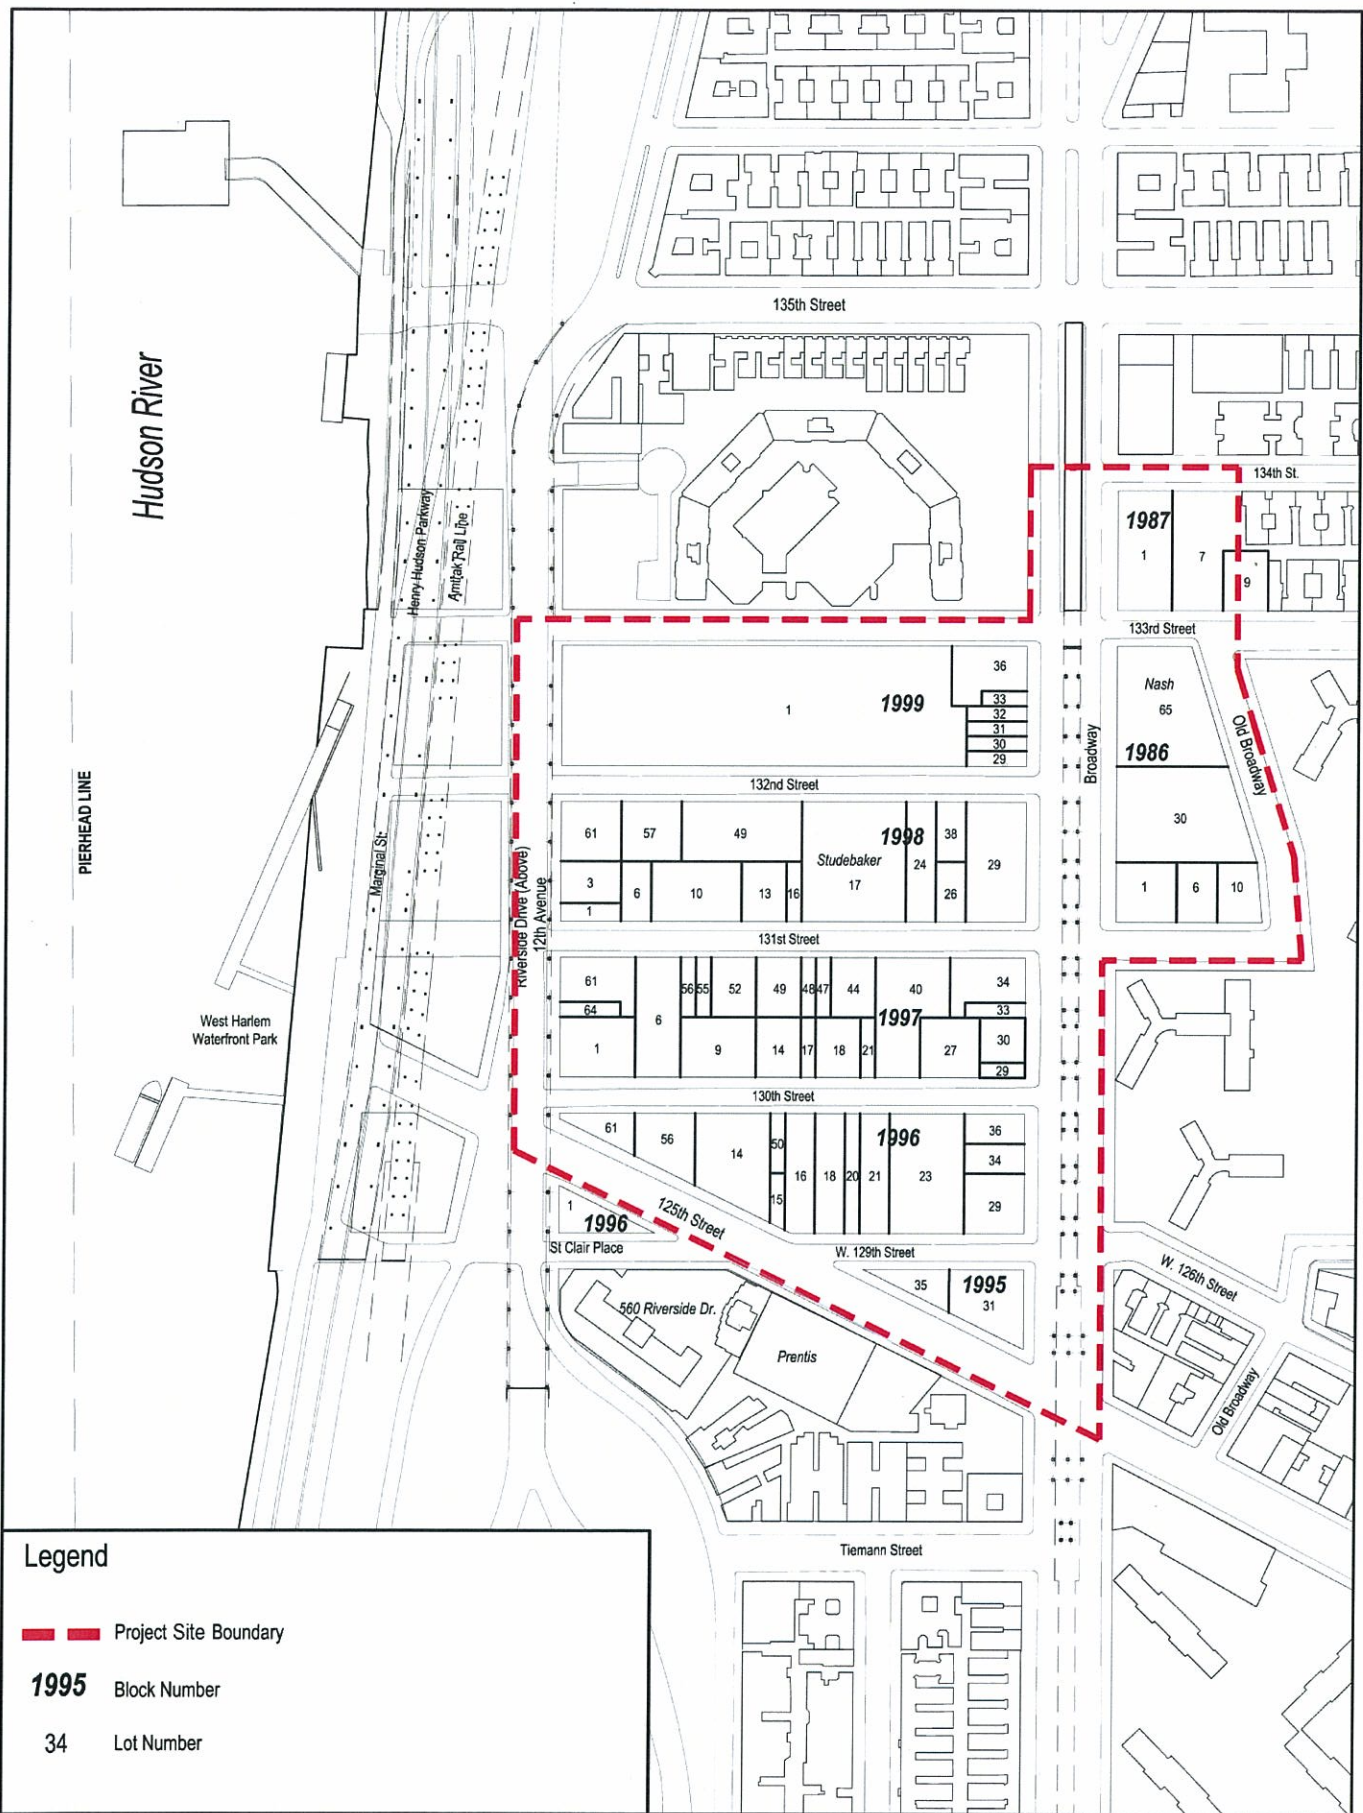 135th Street
Hudson River
134th St.
Henry Hudson Parkway
Amttak Rail Line
1987
1
7
9
133rd Street
36
33
32
31
30
29
1
1999
Nash
65
1986
30
1
6
10
Old Broadway
Broadway
132nd Street
PIERHEAD LINE
Marginal St.
Riverside Drive (Above)
12th Avenue
61
57
49
1998
38
Studebaker
17
24
29
3
6
10
13
16
26
1
131st Street
61
56
55
52
49
48
47
44
40
34
64
33
6
1997
1
9
14
17
18
21
27
30
29
West Harlem
Waterfront Park
130th Street
61
56
14
50
15
16
18
20
21
1996
23
36
34
29
1
1996
125th Street
St Clair Place
W. 129th Street
W. 126th Street
35
1995
31
560 Riverside Dr.
Prentis
Old Broadway
Tiemann Street
Legend
Project Site Boundary
1995 Block Number
34 Lot Number